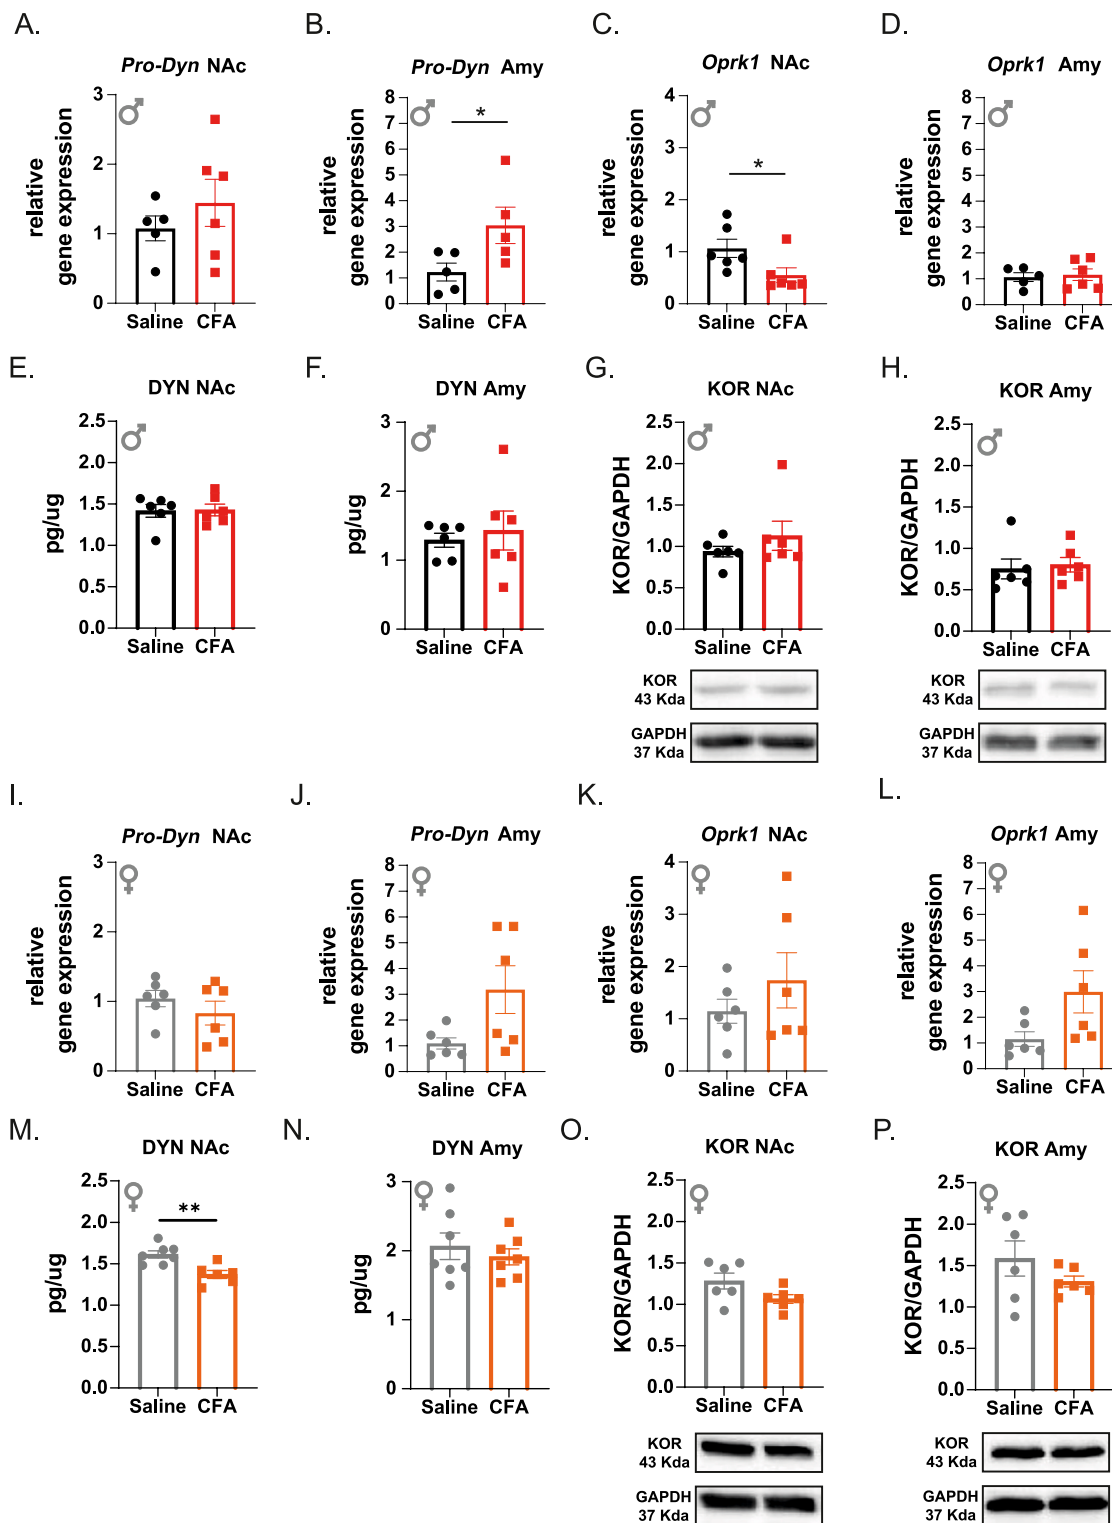 A.
B.
C.
D.
Pro-Dyn NAc
Pro-Dyn Amy
Oprk1 NAc
Oprk1 Amy
relative
gene expression
3
2
1
0
Saline CFA
relative
gene expression
8
7
6
5
4
3
2
1
0
*
Saline CFA
relative
gene expression
4
3
2
1
0
*
Saline CFA
relative
gene expression
8
7
6
5
4
3
2
1
0
Saline CFA
E.
F.
G.
H.
DYN NAc
DYN Amy
KOR NAc
KOR Amy
pg/ug
2.5
2.0
1.5
1.0
0.5
0.0
Saline CFA
pg/ug
3
2
1
0
Saline CFA
KOR/GAPDH
2.5
2.0
1.5
1.0
0.5
0.0
Saline CFA
KOR
43 Kda
GAPDH
37 Kda
KOR/GAPDH
2.5
2.0
1.5
1.0
0.5
0.0
Saline CFA
KOR
43 Kda
GAPDH
37 Kda
I.
J.
K.
L.
Pro-Dyn NAc
Pro-Dyn Amy
Oprk1 NAc
Oprk1 Amy
relative
gene expression
3
2
1
0
Saline CFA
relative
gene expression
8
7
6
5
4
3
2
1
0
Saline CFA
relative
gene expression
4
3
2
1
0
Saline CFA
relative
gene expression
8
7
6
5
4
3
2
1
0
Saline CFA
M.
N.
O.
P.
DYN NAc
DYN Amy
KOR NAc
KOR Amy
pg/ug
2.5
2.0
1.5
1.0
0.5
0.0
**
Saline CFA
pg/ug
3
2
1
0
Saline CFA
KOR/GAPDH
2.5
2.0
1.5
1.0
0.5
0.0
Saline CFA
KOR
43 Kda
GAPDH
37 Kda
KOR/GAPDH
2.5
2.0
1.5
1.0
0.5
0.0
Saline CFA
KOR
43 Kda
GAPDH
37 Kda